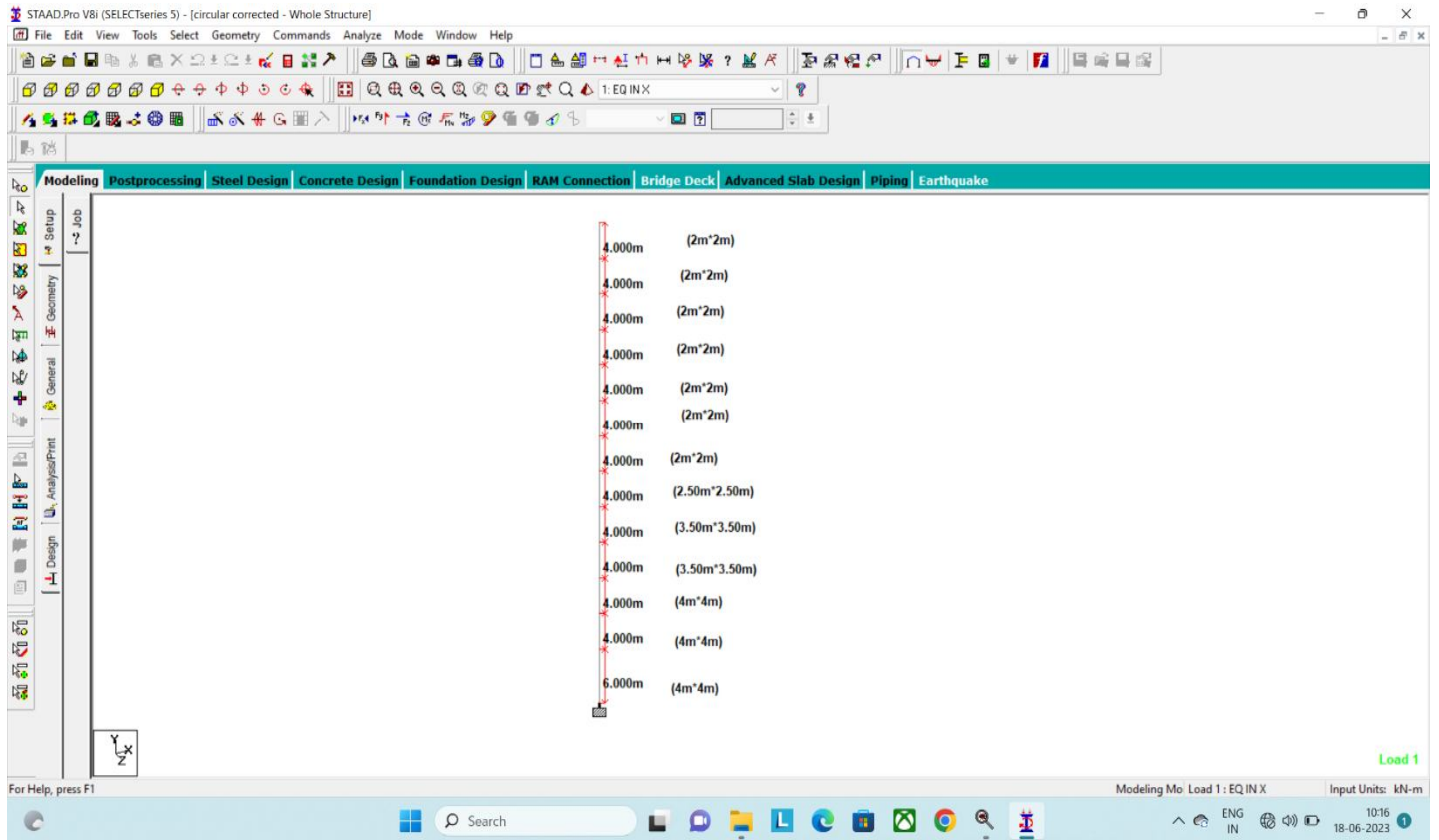 STAAD.Pro V8i (SELECTseries 5) - [circular corrected - Whole Structure]
File Edit View Tools Select Geometry Commands Analyze Mode Window Help
1: EQ IN X
Modeling Postprocessing Steel Design Concrete Design Foundation Design RAM Connection Bridge Deck Advanced Slab Design Piping Earthquake
Setup
Geometry
General
Analysis/Print
Design
Job
4.000m (2m*2m)
4.000m (2m*2m)
4.000m (2m*2m)
4.000m (2m*2m)
4.000m (2m*2m)
4.000m (2m*2m)
4.000m (2m*2m)
4.000m (2.50m*2.50m)
4.000m (3.50m*3.50m)
4.000m (3.50m*3.50m)
4.000m (4m*4m)
4.000m (4m*4m)
6.000m (4m*4m)
Y
X
Z
Load 1
For Help, press F1
Modeling Mo Load 1 : EQ IN X Input Units: kN-m
Search
ENG
IN
10:16
18-06-2023
1